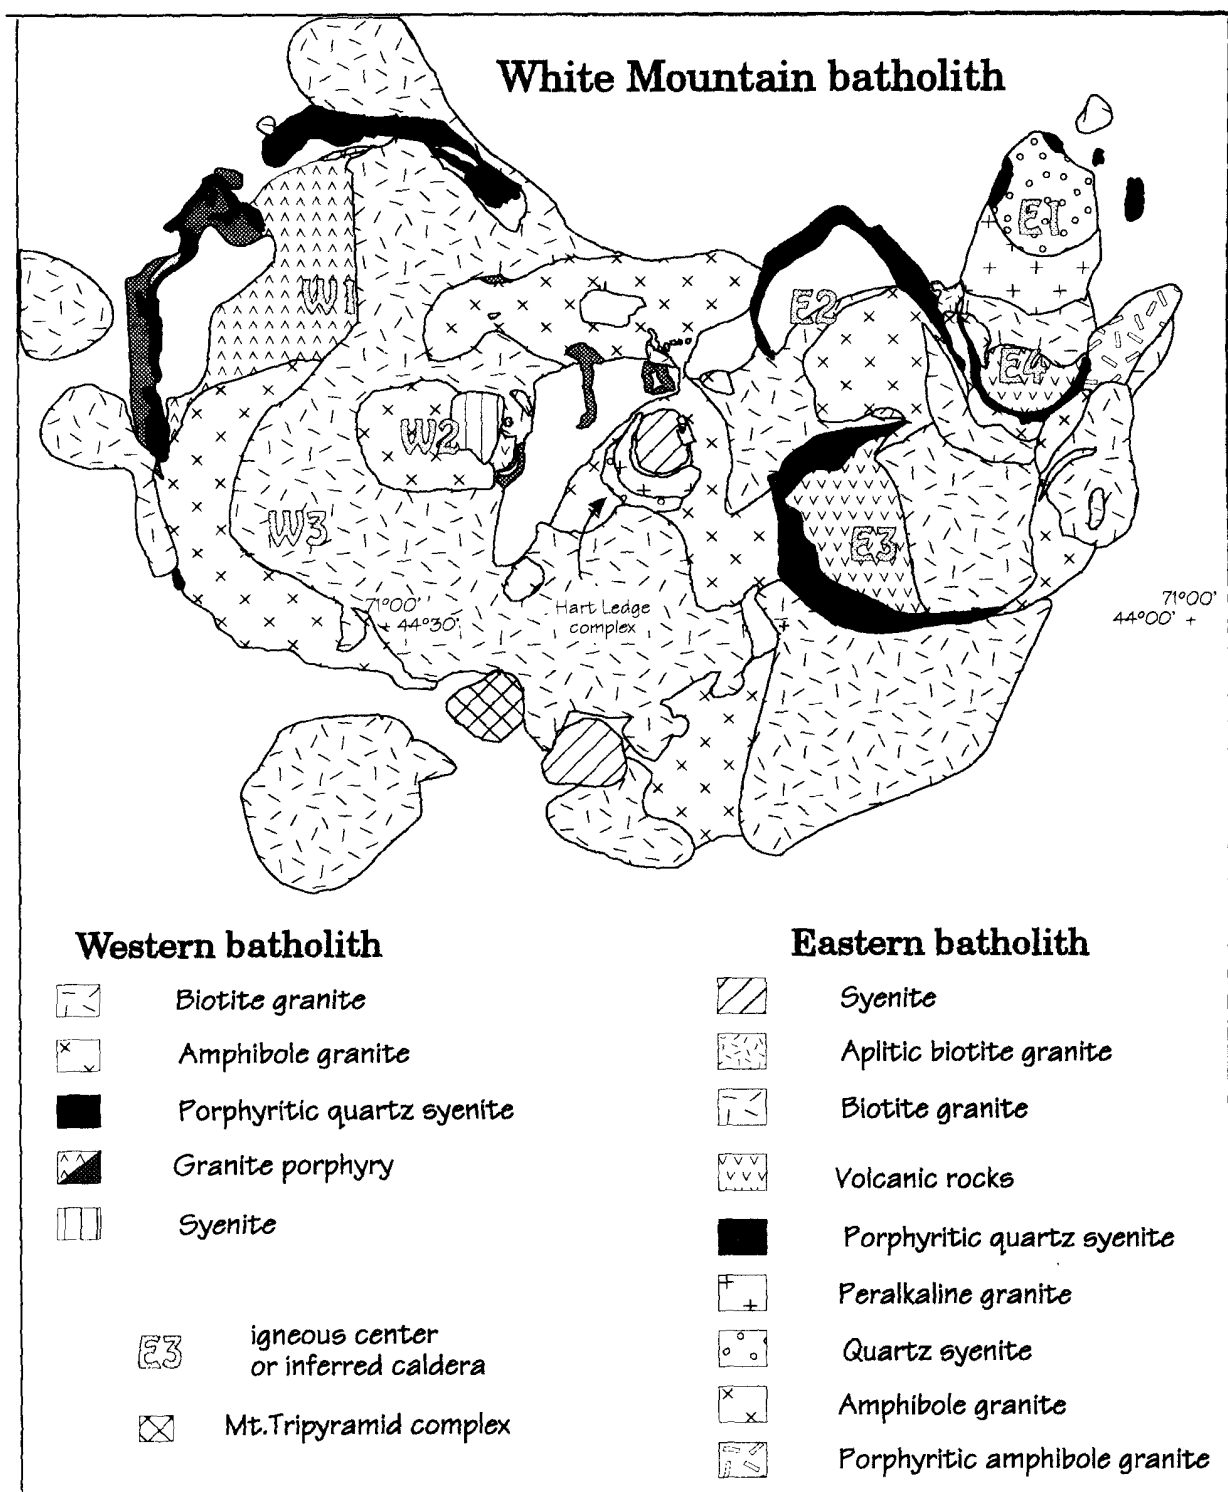 White Mountain batholith
E1
W1
E2
E4
W2
W3
E3
71°00'
+ 44°30'
Hart Ledge
complex
71°00'
44°00' +
Western batholith
Biotite granite
Amphibole granite
Porphyritic quartz syenite
Granite porphyry
Syenite
E3
igneous center
or inferred caldera
Mt.Tripyramid complex
Eastern batholith
Syenite
Aplitic biotite granite
Biotite granite
Volcanic rocks
Porphyritic quartz syenite
Peralkaline granite
Quartz syenite
Amphibole granite
Porphyritic amphibole granite